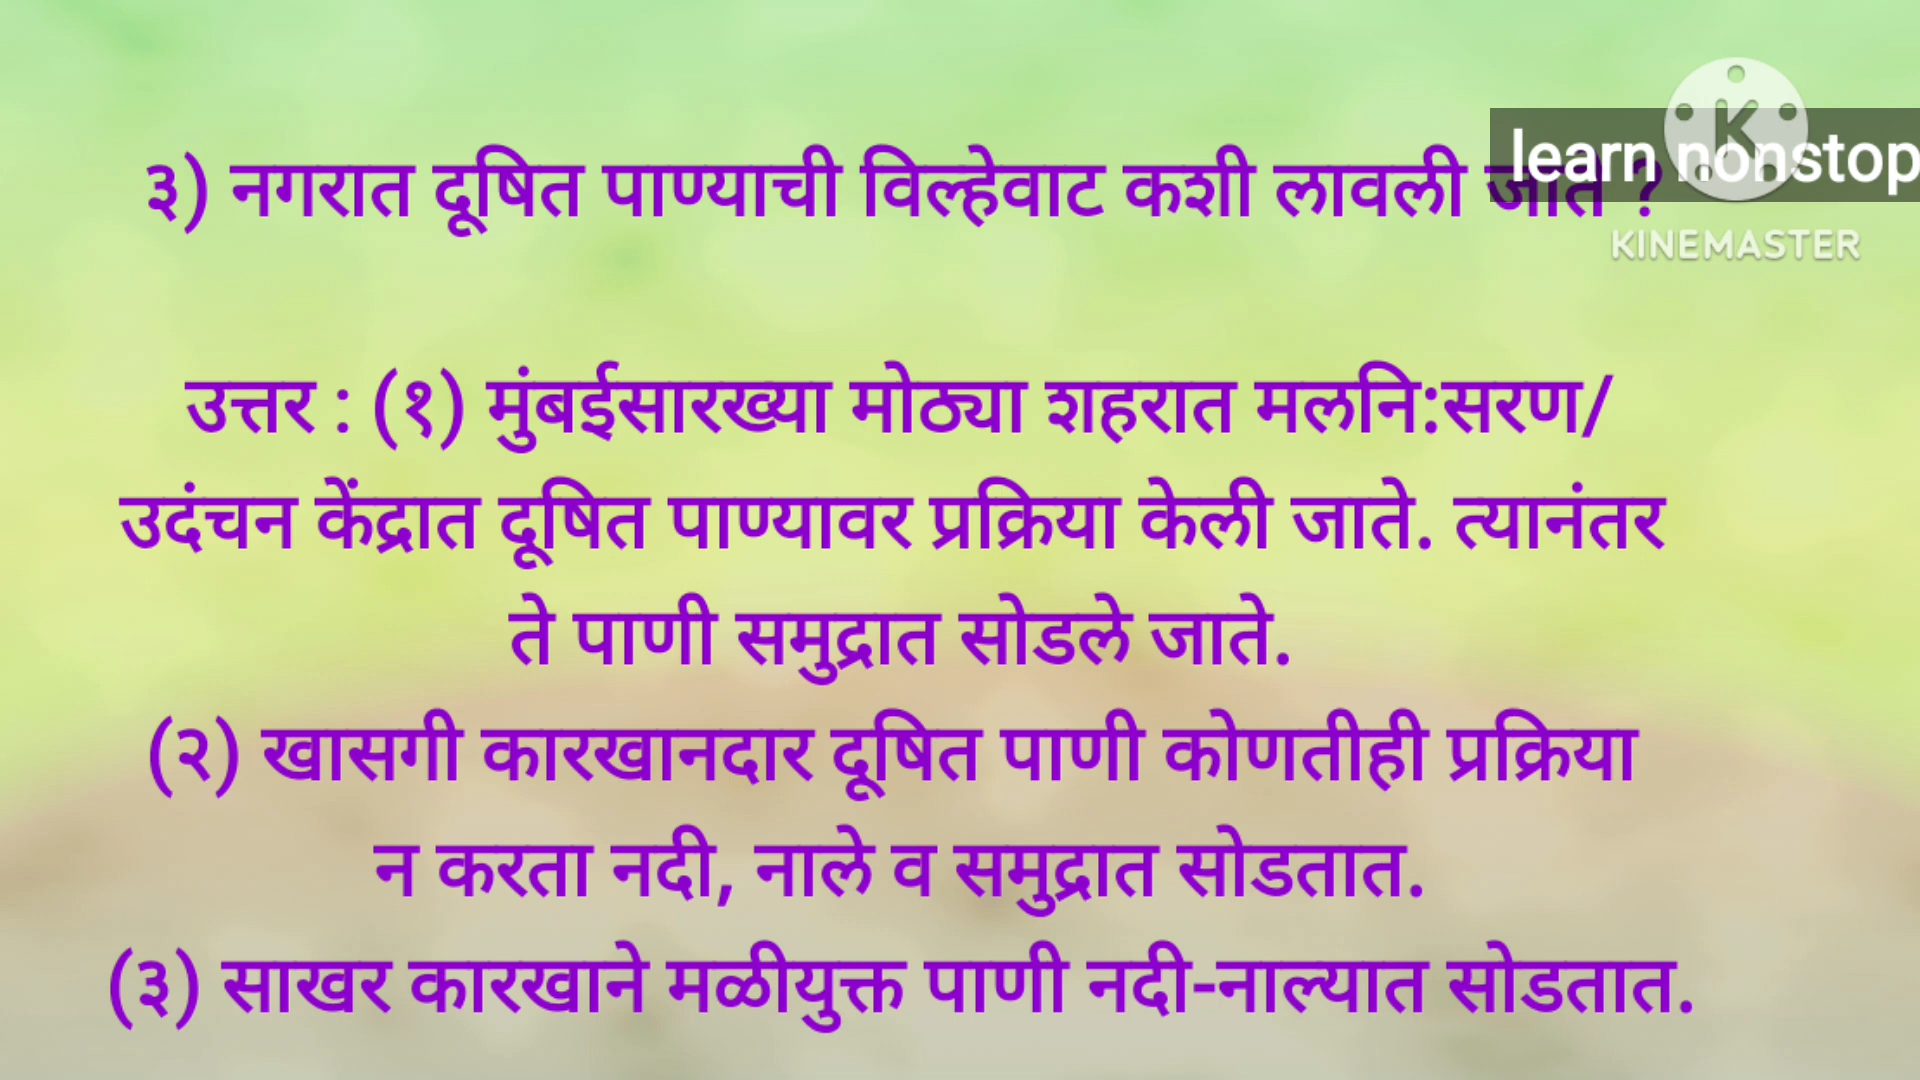 ३) नगरात दूषित पाण्याची विल्हेवाट कशी लावली जाते ?
learn nonstop
K
KINEMASTER
उत्तर : (१) मुंबईसारख्या मोठ्या शहरात मलनि:सरण/
उदंचन केंद्रात दूषित पाण्यावर प्रक्रिया केली जाते. त्यानंतर
ते पाणी समुद्रात सोडले जाते.
(२) खासगी कारखानदार दूषित पाणी कोणतीही प्रक्रिया
न करता नदी, नाले व समुद्रात सोडतात.
(३) साखर कारखाने मळीयुक्त पाणी नदी-नाल्यात सोडतात.